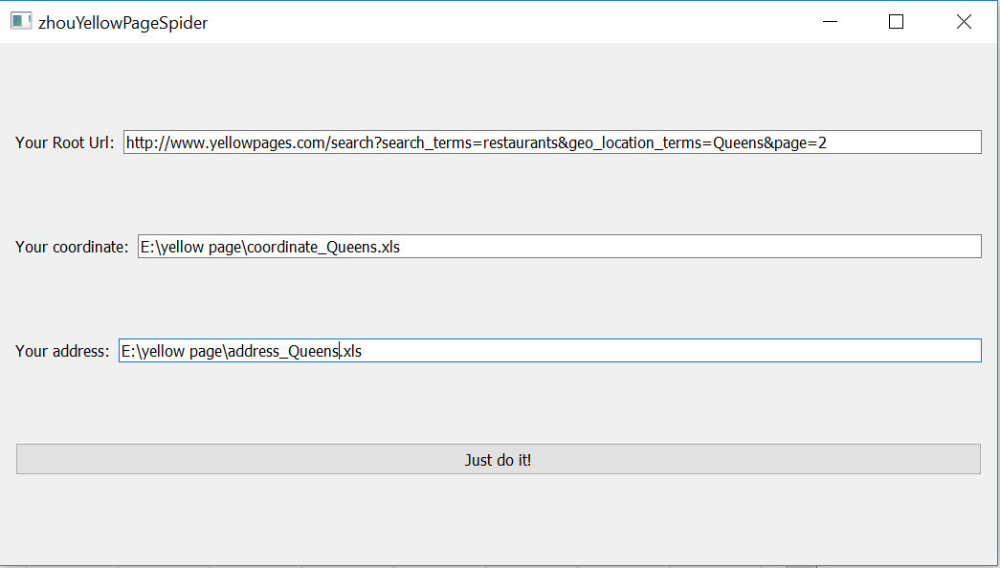 zhouYellowPageSpider
Your Root Url: http://www.yellowpages.com/search?search_terms=restaurants&geo_location_terms=Queens&page=2
Your coordinate: E:\yellow page\coordinate_Queens.xls
Your address: E:\yellow page\address_Queens.xls
Just do it!